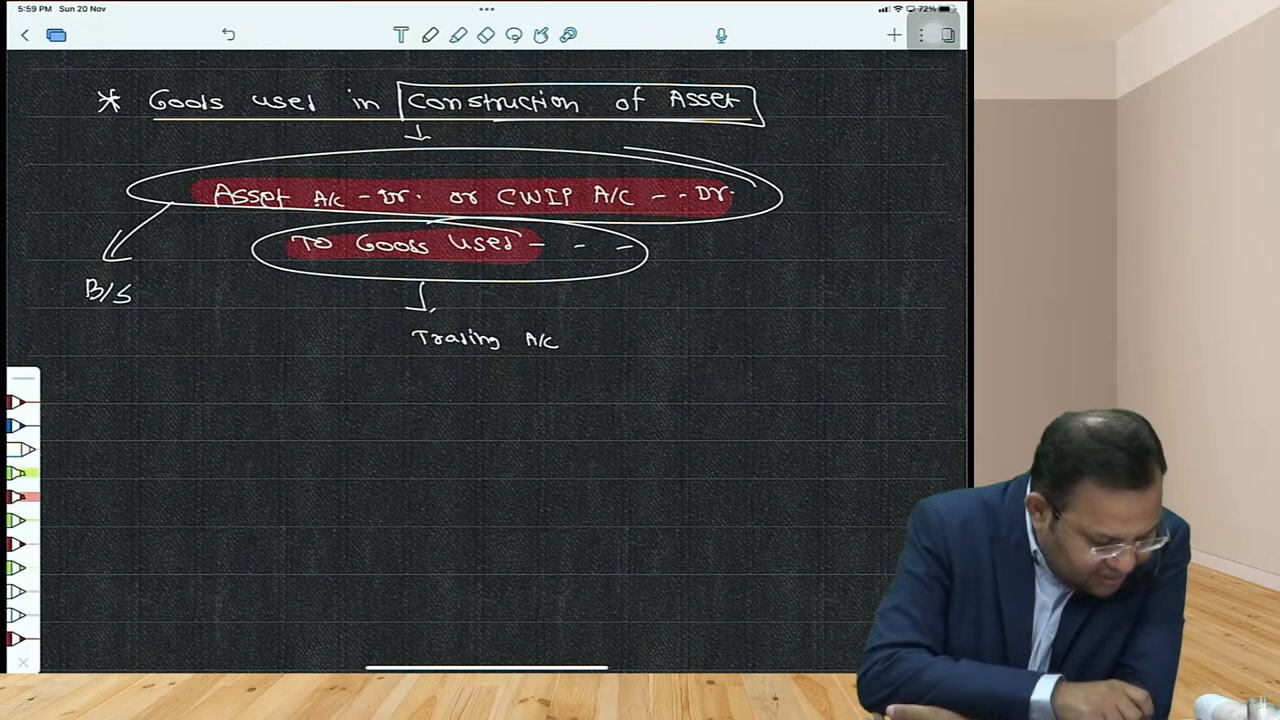 5:59 PM Sun 20 Nov
72%
* Goods used in Construction of Asset
Asset A/c - Dr. or CWIP A/C - - Dr.
To Goods used - - -
B/S
Trading A/C